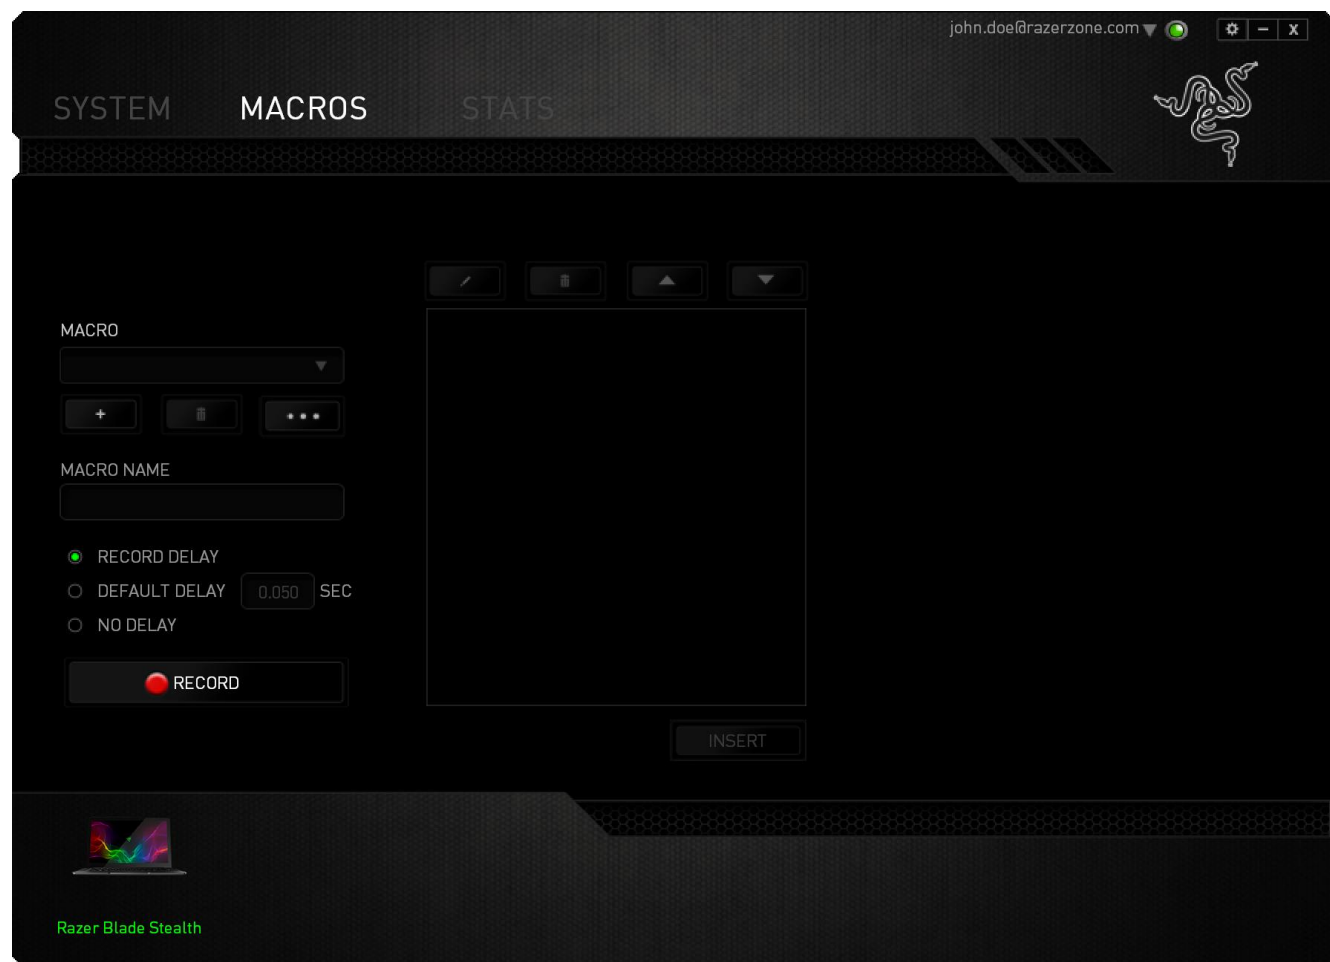 john.doe@razerzone.com
SYSTEM MACROS STATS
MACRO
MACRO NAME
RECORD DELAY
DEFAULT DELAY 0.050 SEC
NO DELAY
RECORD
INSERT
Razer Blade Stealth